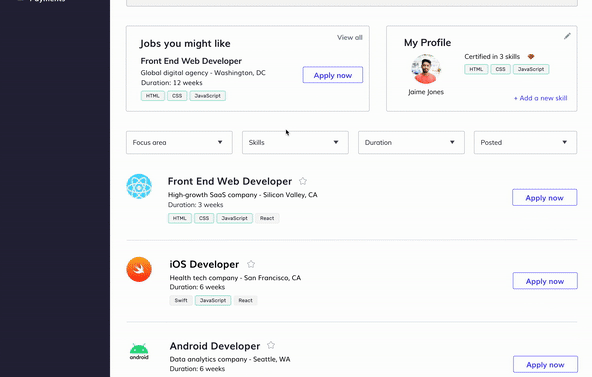 Jobs you might like
View all
Front End Web Developer
Global digital agency - Washington, DC
Duration: 12 weeks
HTML CSS JavaScript
Apply now
My Profile
Jaime Jones
Certified in 3 skills
HTML CSS JavaScript
+ Add a new skill
Focus area
Skills
Duration
Posted
Front End Web Developer
High-growth SaaS company - Silicon Valley, CA
Duration: 3 weeks
HTML CSS JavaScript React
Apply now
iOS Developer
Health tech company - San Francisco, CA
Duration: 6 weeks
Swift JavaScript React
Apply now
android
Android Developer
Data analytics company - Seattle, WA
Duration: 6 weeks
Apply now